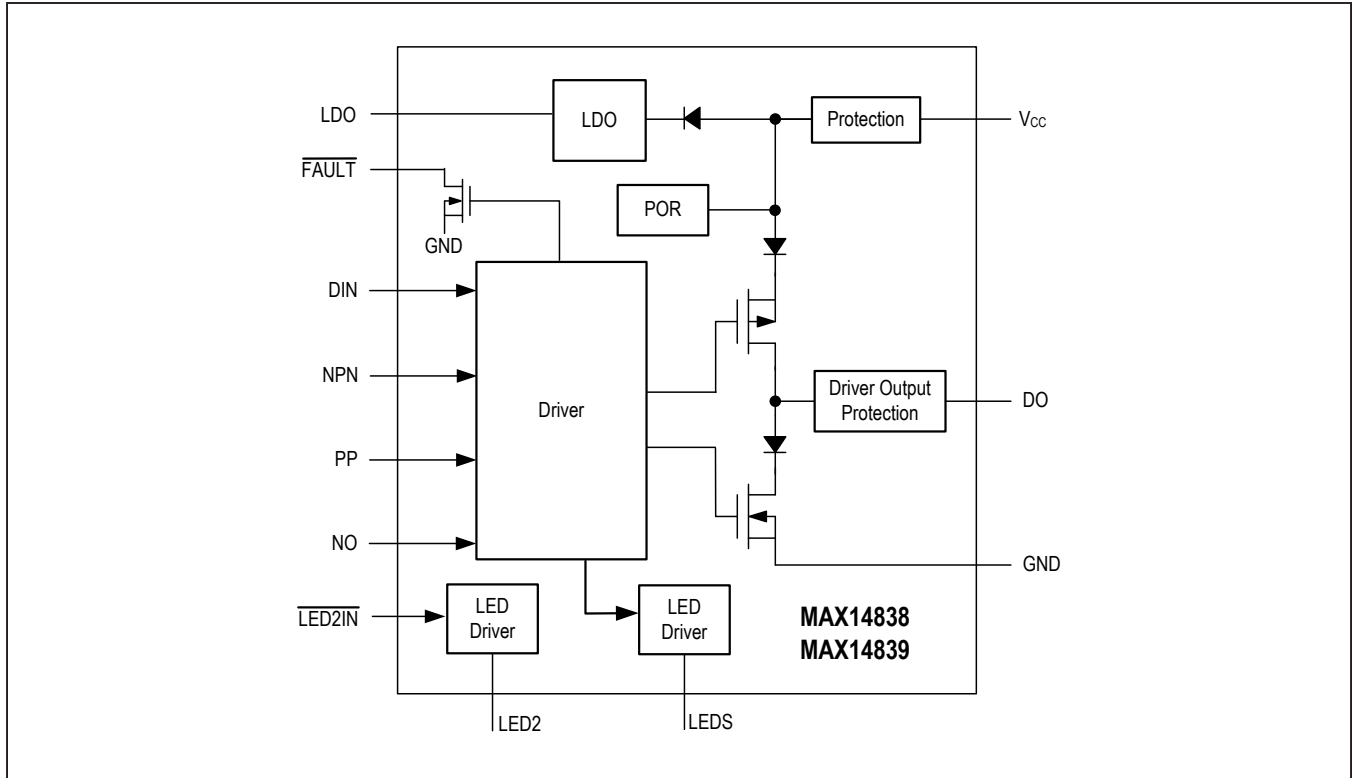 LDO
LDO
Protection
VCC
FAULT
POR
GND
DIN
NPN
Driver
Driver Output
Protection
DO
PP
NO
GND
LED2IN
LED
Driver
LED
Driver
MAX14838
MAX14839
LED2
LEDS